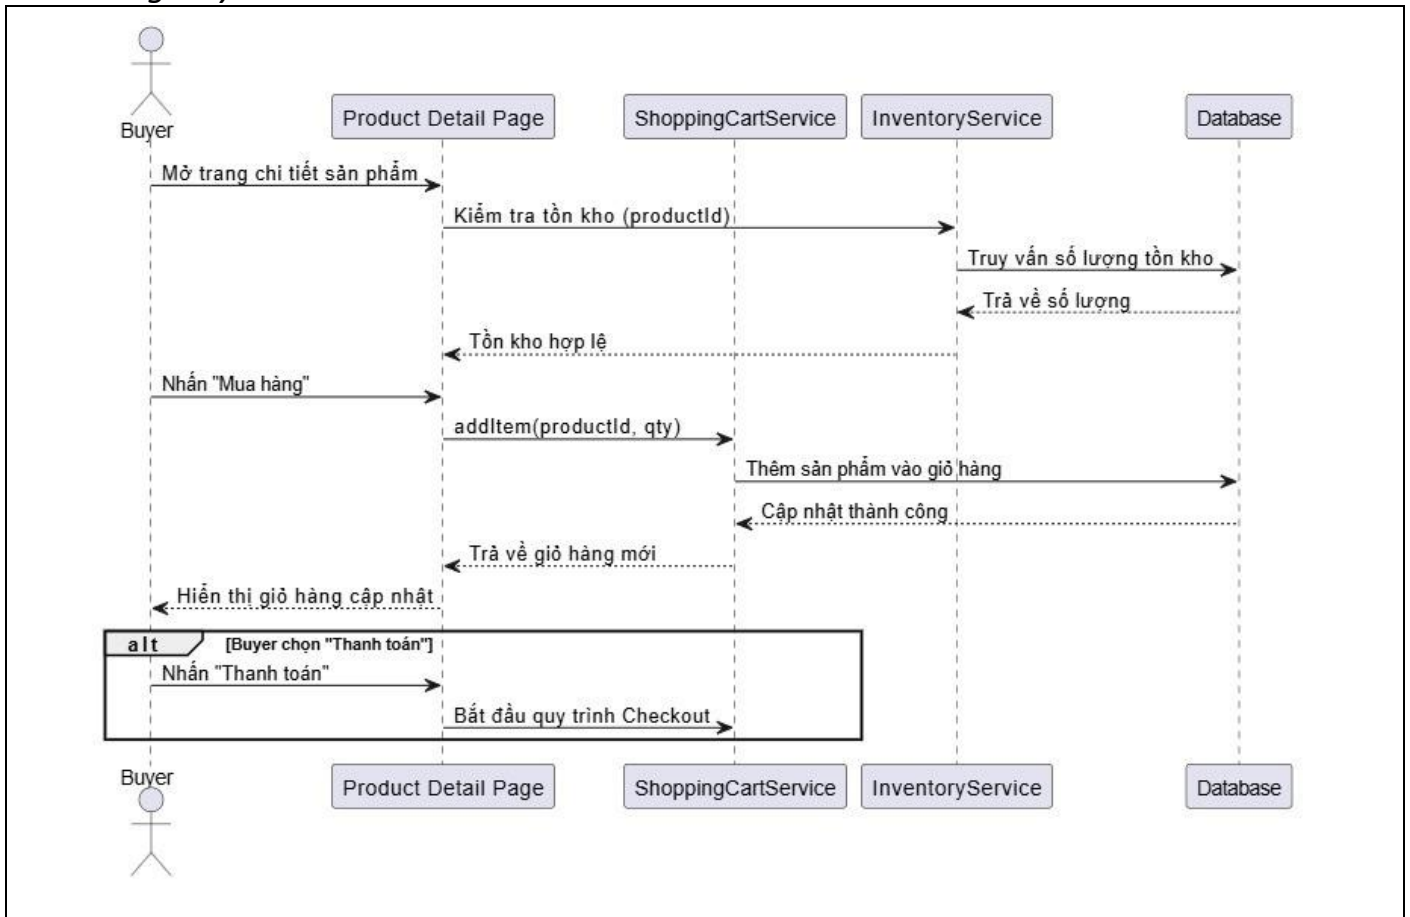 Buyer
Product Detail Page
ShoppingCartService
InventoryService
Database
Mở trang chi tiết sản phẩm
Kiểm tra tồn kho (productId)
Truy vấn số lượng tồn kho
Trả về số lượng
Tồn kho hợp lệ
Nhấn "Mua hàng"
addItem(productId, qty)
Thêm sản phẩm vào giỏ hàng
Cập nhật thành công
Trả về giỏ hàng mới
Hiển thị giỏ hàng cập nhật
alt
[Buyer chọn "Thanh toán"]
Nhấn "Thanh toán"
Bắt đầu quy trình Checkout
Buyer
Product Detail Page
ShoppingCartService
InventoryService
Database